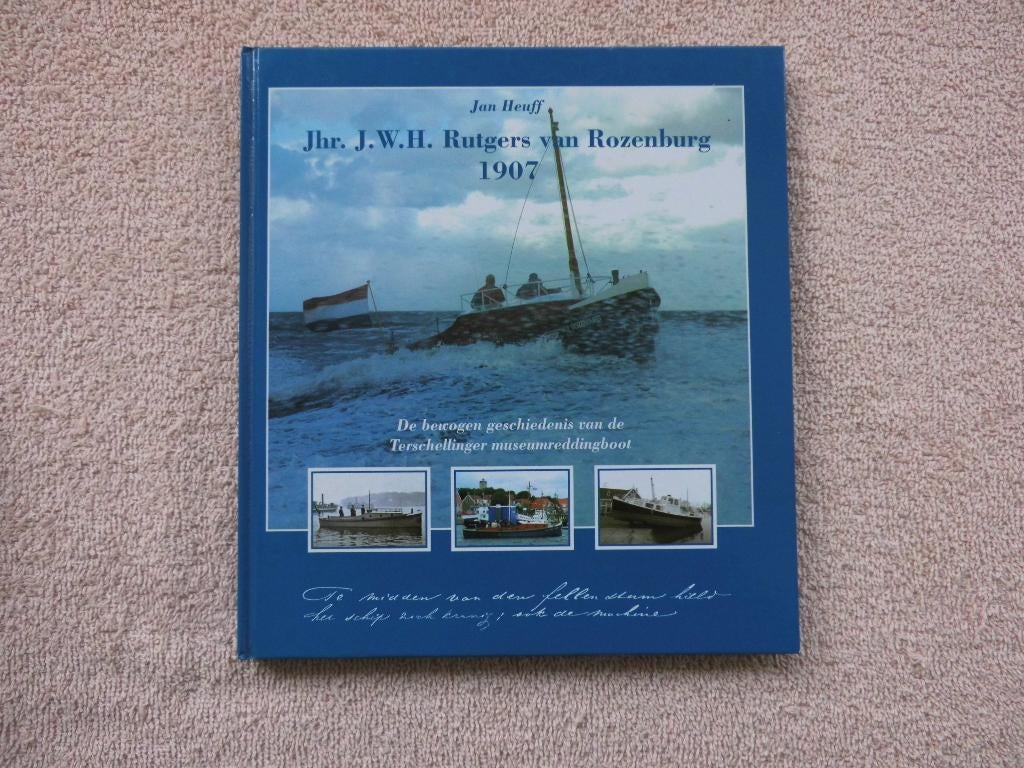 Jan Heuff
Jhr. J.W.H. Rutgers van Rozenburg
1907
De bewogen geschiedenis van de
Terschellinger museumreddingboot
Te midden van den fellen storm hield
het schip zich kranig; ook de machine